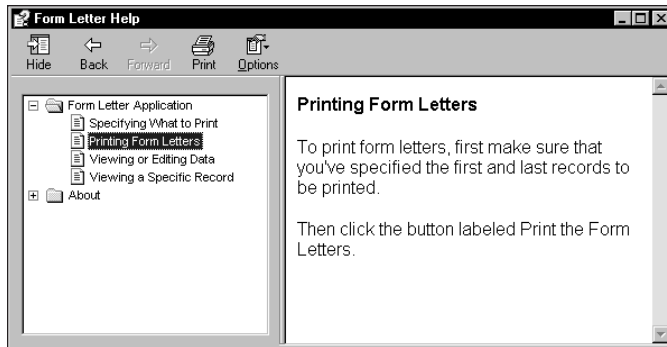 Form Letter Help
Hide Back Forward Print Options
Form Letter Application
Specifying What to Print
Printing Form Letters
Viewing or Editing Data
Viewing a Specific Record
About
Printing Form Letters
To print form letters, first make sure that
you've specified the first and last records to
be printed.
Then click the button labeled Print the Form
Letters.